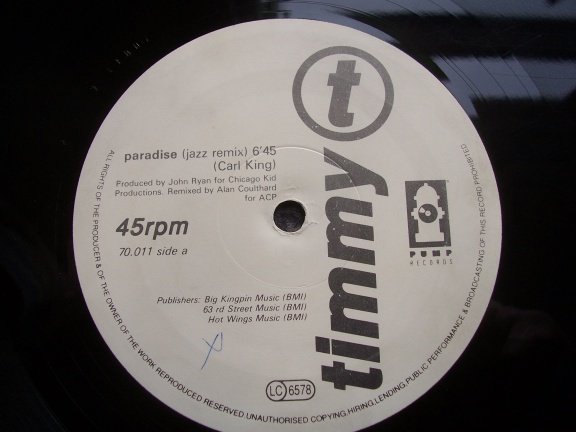 paradise (jazz remix) 6'45
(Carl King)
Produced by John Ryan for Chicago Kid
Productions. Remixed by Alan Coulthard
for ACP
45rpm
70.011 side a
Publishers: Big Kingpin Music (BMI)
63 rd Street Music (BMI)
Hot Wings Music (BMI)
timmy t
PUMP
RECORDS
LC 6578
ALL RIGHTS OF THE PRODUCER & OF THE OWNER OF THE WORK REPRODUCED RESERVED.UNAUTHORISED COPYING,HIRING,LENDING,PUBLIC PERFORMANCE & BROADCASTING OF THIS RECORD PROHIBITED